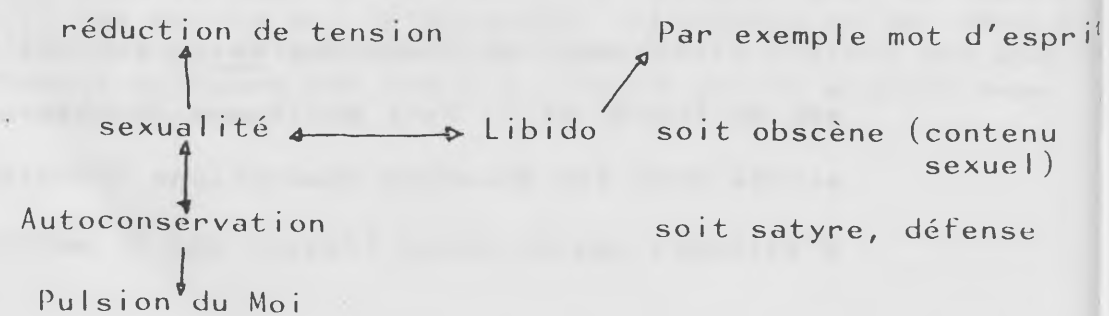 réduction de tension
Par exemple mot d'esprit
sexualité
Libido
soit obscène (contenu
sexuel)
Autoconservation
soit satyre, défense
Pulsion du Moi